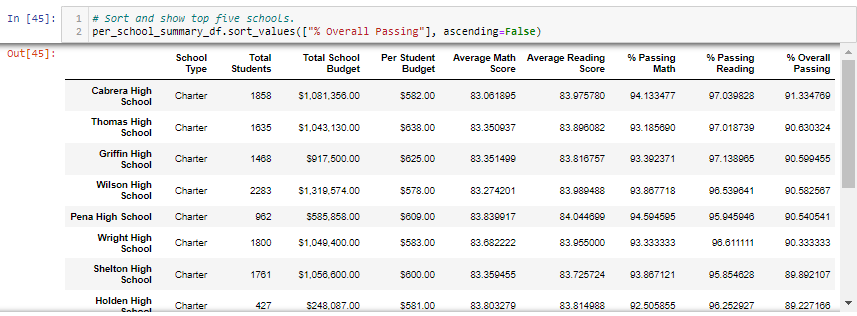 In [45]:
1 # Sort and show top five schools.
2 per_school_summary_df.sort_values(["% Overall Passing"], ascending=False)
Out[45]:
School Type Total Students Total School Budget Per Student Budget Average Math Score Average Reading Score % Passing Math % Passing Reading % Overall Passing
Cabrera High School Charter 1858 $1,081,356.00 $582.00 83.061895 83.975780 94.133477 97.039828 91.334769
Thomas High School Charter 1635 $1,043,130.00 $638.00 83.350937 83.896082 93.185690 97.018739 90.630324
Griffin High School Charter 1468 $917,500.00 $625.00 83.351499 83.816757 93.392371 97.138965 90.599455
Wilson High School Charter 2283 $1,319,574.00 $578.00 83.274201 83.989488 93.867718 96.539641 90.582567
Pena High School Charter 962 $585,858.00 $609.00 83.839917 84.044699 94.594595 95.945946 90.540541
Wright High School Charter 1800 $1,049,400.00 $583.00 83.682222 83.955000 93.333333 96.611111 90.333333
Shelton High School Charter 1761 $1,056,600.00 $600.00 83.359455 83.725724 93.867121 95.854628 89.892107
Holden High School Charter 427 $248,087.00 $581.00 83.803279 83.814988 92.505855 96.252927 89.227166